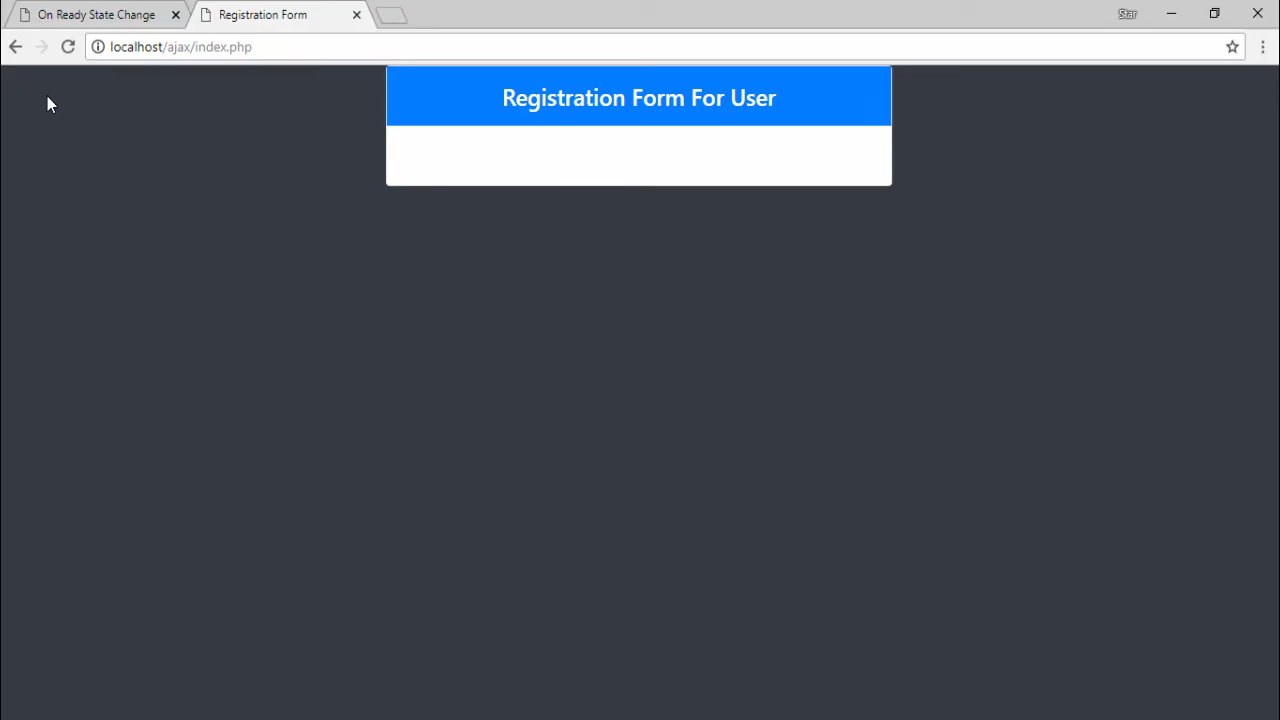 On Ready State Change
Registration Form
Star
localhost/ajax/index.php
Registration Form For User